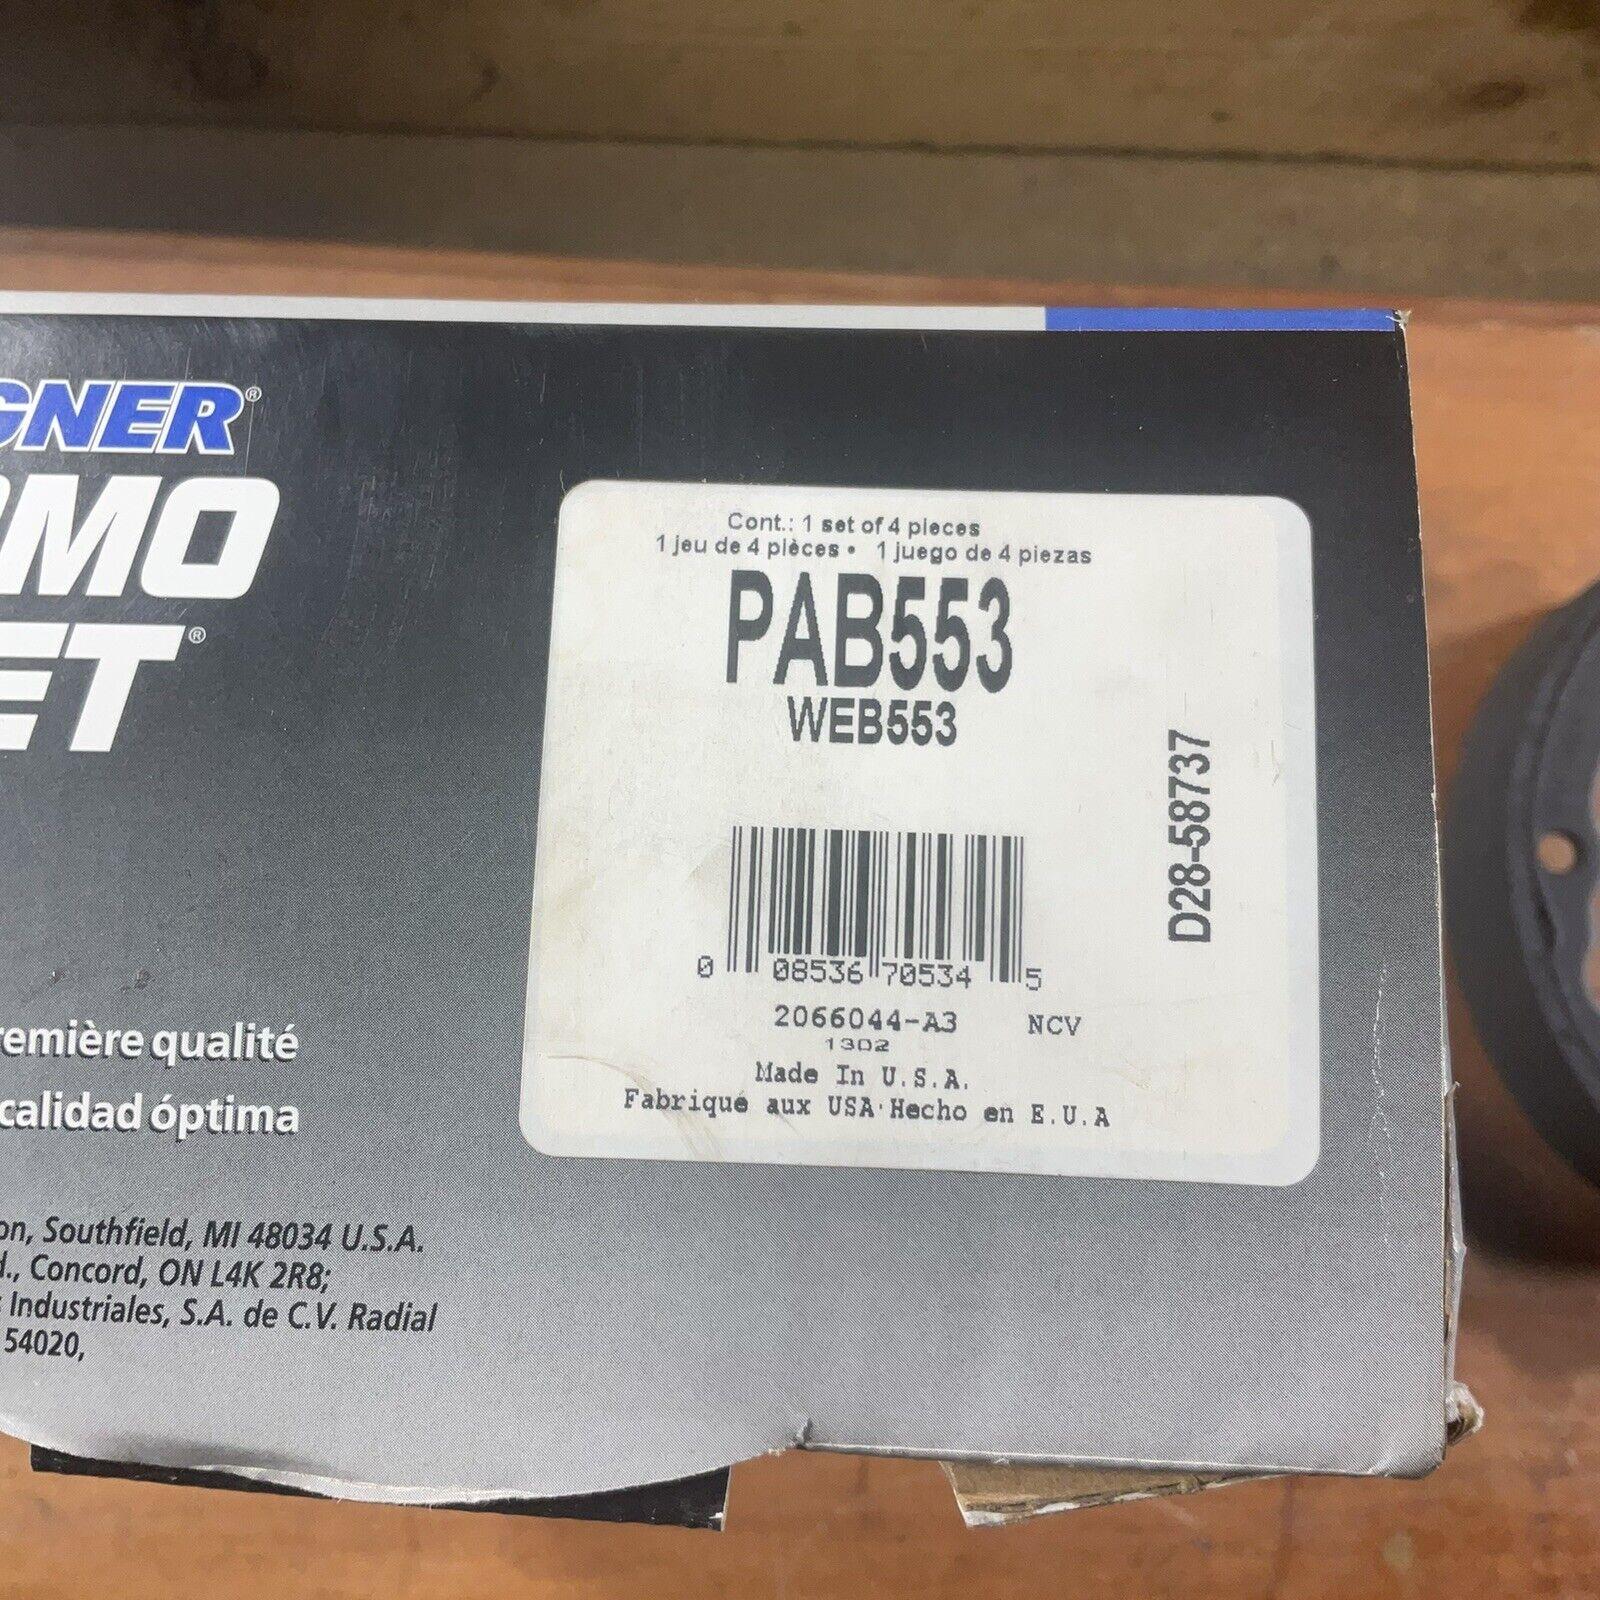 GNER®
OMO
ET®
Cont.: 1 set of 4 pieces
1 jeu de 4 pièces • 1 juego de 4 piezas
PAB553
WEB553
D28-58737
0 08536 70534 5
2066044-A3 NCV
1302
Made In U.S.A.
Fabriqué aux USA·Hecho en E.U.A
remière qualité
calidad óptima
on, Southfield, MI 48034 U.S.A.
d., Concord, ON L4K 2R8;
s Industriales, S.A. de C.V. Radial
54020,